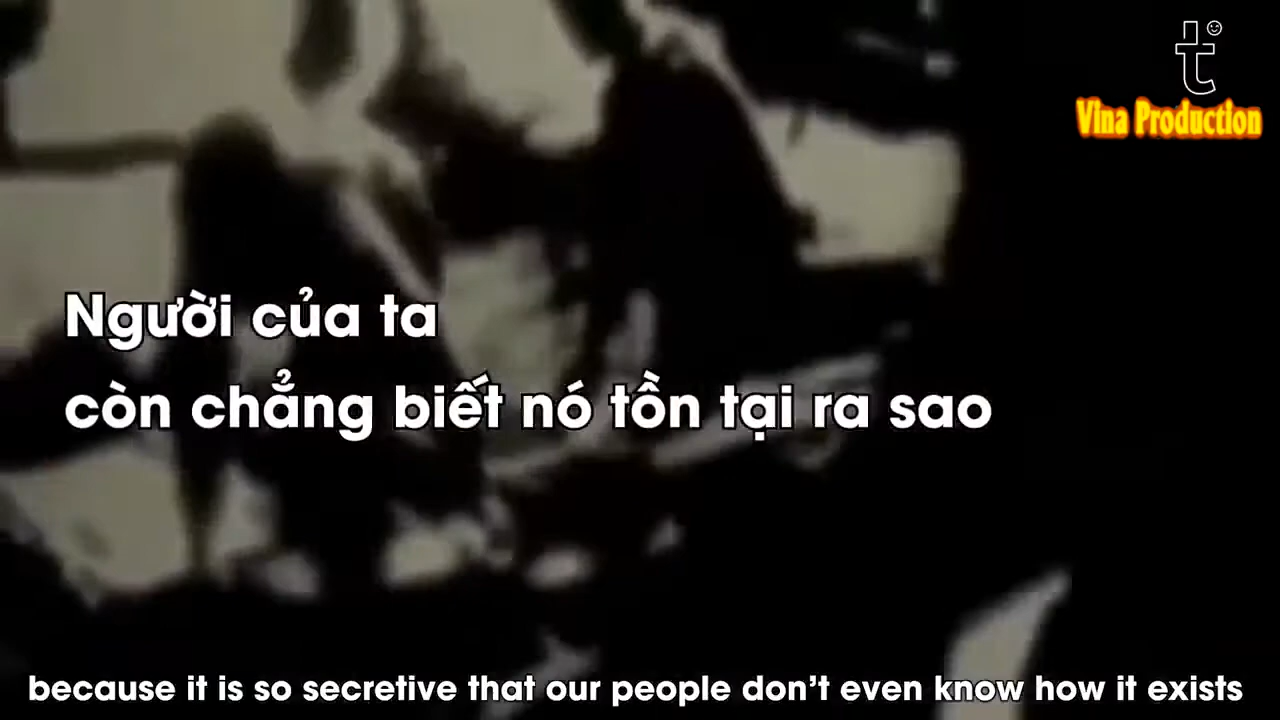 t
Vina Production
Người của ta
còn chẳng biết nó tồn tại ra sao
because it is so secretive that our people don't even know how it exists